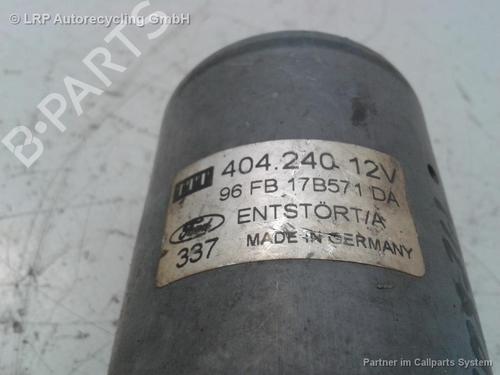 © LRP Autorecycling GmbH
ITT 404.240 12V
96 FB 17B571 DA
Ford ENTSTÖRT/A
337 MADE IN GERMANY
Partner im Callparts System